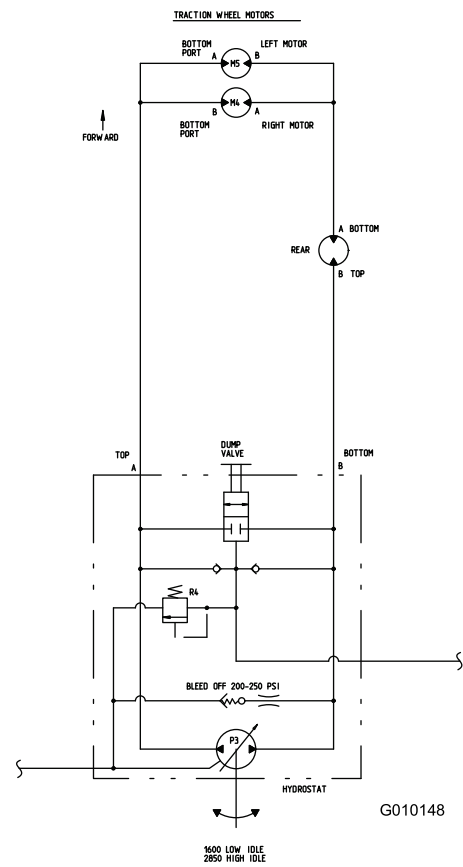 TRACTION WHEEL MOTORS
BOTTOM PORT
A
B
LEFT MOTOR
M5
M4
B
A
BOTTOM PORT
RIGHT MOTOR
FORWARD
A BOTTOM
REAR
B TOP
DUMP VALVE
TOP
A
BOTTOM
B
R4
BLEED OFF 200-250 PSI
P3
HYDROSTAT
G010148
1600 LOW IDLE
2850 HIGH IDLE